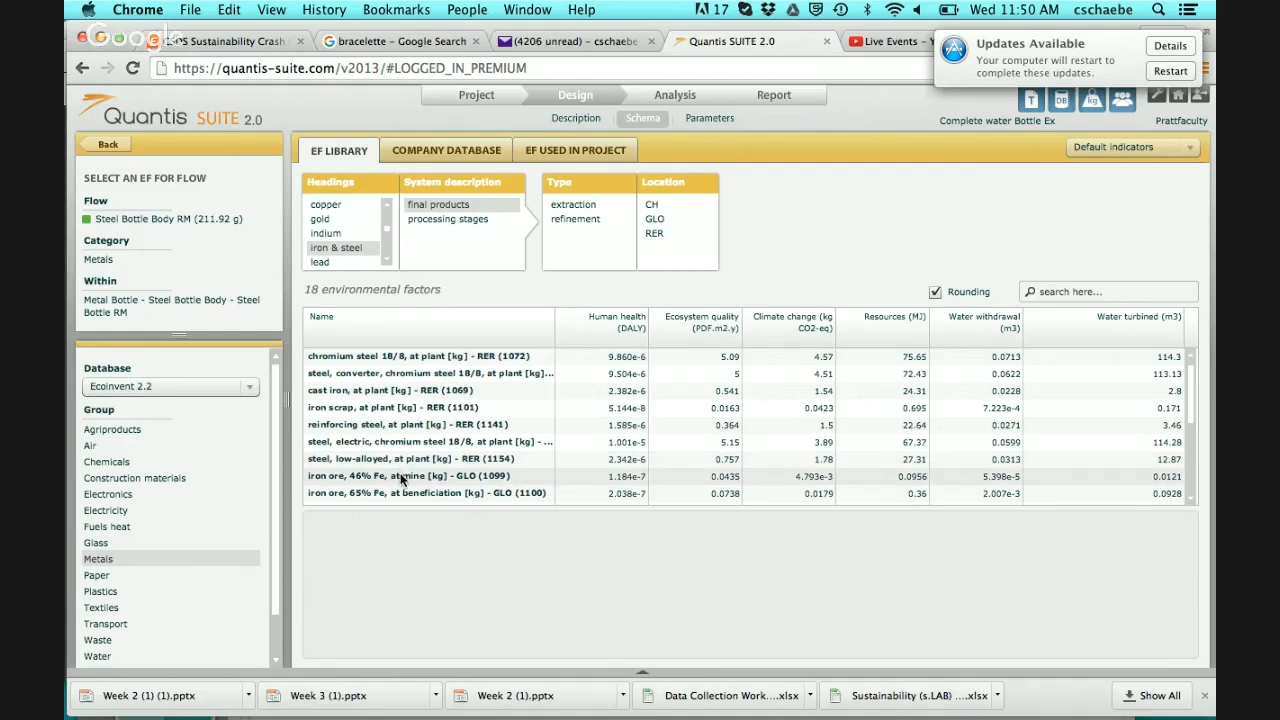 Chrome File Edit View History Bookmarks People Window Help 17 Wed 11:50 AM cschaebe
Google
Sustainability Crash
bracelette – Google Search
(4206 unread) – cschaebe
Quantis SUITE 2.0
Live Events – Y
https://quantis-suite.com/v2013/#LOGGED_IN_PREMIUM
Updates Available
Your computer will restart to
complete these updates.
Details
Restart
Quantis SUITE 2.0
Project Design Analysis Report
Description Schema Parameters
T DB kg
Complete water Bottle Ex Prattfaculty
Back
SELECT AN EF FOR FLOW
Flow
Steel Bottle Body RM (211.92 g)
Category
Metals
Within
Metal Bottle - Steel Bottle Body - Steel
Bottle RM
Database
Ecoinvent 2.2
Group
Agriproducts
Air
Chemicals
Construction materials
Electronics
Electricity
Fuels heat
Glass
Metals
Paper
Plastics
Textiles
Transport
Waste
Water
EF LIBRARY COMPANY DATABASE EF USED IN PROJECT
Default indicators
Headings System description Type Location
copper final products extraction CH
gold processing stages refinement GLO
indium RER
iron & steel
lead
18 environmental factors
Rounding
search here...
Name Human health (DALY) Ecosystem quality (PDF.m2.y) Climate change (kg CO2-eq) Resources (MJ) Water withdrawal (m3) Water turbined (m3)
chromium steel 18/8, at plant [kg] - RER (1072) 9.860e-6 5.09 4.57 75.65 0.0713 114.3
steel, converter, chromium steel 18/8, at plant [kg]... 9.504e-6 5 4.51 72.43 0.0622 113.13
cast iron, at plant [kg] - RER (1069) 2.382e-6 0.541 1.54 24.31 0.0228 2.8
iron scrap, at plant [kg] - RER (1101) 5.144e-8 0.0163 0.0423 0.695 7.223e-4 0.171
reinforcing steel, at plant [kg] - RER (1141) 1.585e-6 0.364 1.5 22.64 0.0271 3.46
steel, electric, chromium steel 18/8, at plant [kg] - ... 1.001e-5 5.15 3.89 67.37 0.0599 114.28
steel, low-alloyed, at plant [kg] - RER (1154) 2.342e-6 0.757 1.78 27.31 0.0313 12.87
iron ore, 46% Fe, at mine [kg] - GLO (1099) 1.184e-7 0.0435 4.793e-3 0.0956 5.398e-5 0.0121
iron ore, 65% Fe, at beneficiation [kg] - GLO (1100) 2.038e-7 0.0738 0.0179 0.36 2.007e-3 0.0928
Week 2 (1) (1).pptx
Week 3 (1).pptx
Week 2 (1).pptx
Data Collection Work....xlsx
Sustainability (s.LAB) ....xlsx
Show All